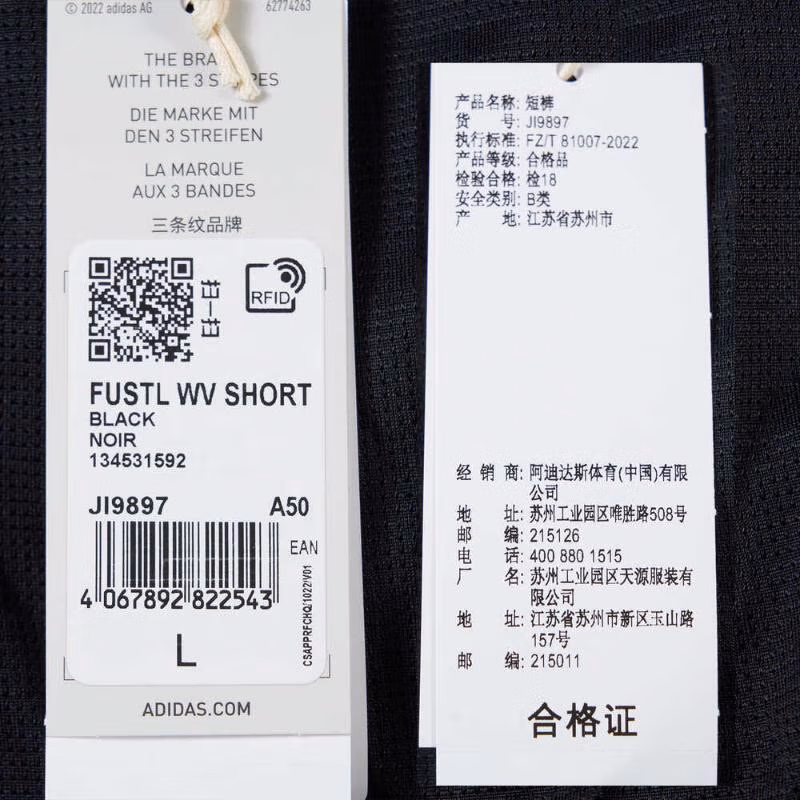 © 2022 adidas AG
62774263
THE BRA
WITH THE 3 S PES
DIE MARKE MIT
DEN 3 STREIFEN
LA MARQUE
AUX 3 BANDES
三条纹品牌
扫一扫
RFID
FUSTL WV SHORT
BLACK
NOIR
134531592
JI9897 A50
EAN
4 067892 822543
CSAPPRFCHQ/1022/V01
L
ADIDAS.COM
产品名称: 短裤
货 号: JI9897
执行标准: FZ/T 81007-2022
产品等级: 合格品
检验合格: 检18
安全类别: B类
产 地: 江苏省苏州市
经 销 商: 阿迪达斯体育(中国)有限
公司
地 址: 苏州工业园区唯胜路508号
邮 编: 215126
电 话: 400 880 1515
厂 名: 苏州工业园区天源服装有
限公司
地 址: 江苏省苏州市新区玉山路
157号
邮 编: 215011
合格证